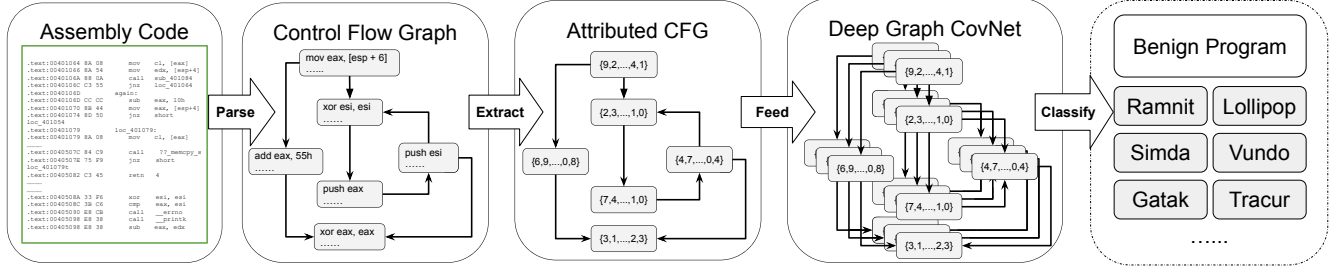 Assembly Code
.text:00401064 8A 08 mov cl, [eax]
.text:00401066 8A 54 mov edx, [esp+4]
.text:0040106A 88 0A call sub_401084
.text:0040106C C3 55 jnz loc_401064
.text:0040106D again:
.text:0040106D CC CC sub eax, 10h
.text:00401070 8B 44 mov eax, [esp+4]
.text:00401074 8D 50 jnz short
loc_401054
.text:00401079 loc_401079:
.text:00401079 8A 08 mov cl, [eax]
.text:0040507C 84 C9 call ??_memcpy_s
.text:0040507E 75 F9 jnz short
loc_401079t
.text:00405082 C3 45 retn 4
.text:0040508A 33 F6 xor esi, esi
.text:0040508C 3B C6 cmp eax, esi
.text:00405090 E8 CB call __errno
.text:00405098 E8 38 call __printk
.text:00405098 E8 38 sub eax, edx
Parse
Control Flow Graph
mov eax, [esp + 6]
......
xor esi, esi
......
add eax, 55h
......
push esi
......
push eax
......
xor eax, eax
......
Extract
Attributed CFG
{9,2,...,4,1}
{2,3,...,1,0}
{6,9,...,0,8}
{4,7,...,0,4}
{7,4,...,1,0}
{3,1,...,2,3}
Feed
Deep Graph CovNet
{9,2,...,4,1}
{2,3,...,1,0}
{6,9,...,0,8}
{4,7,...,0,4}
{7,4,...,1,0}
{3,1,...,2,3}
Classify
Benign Program
Ramnit Lollipop
Simda Vundo
Gatak Tracur
......